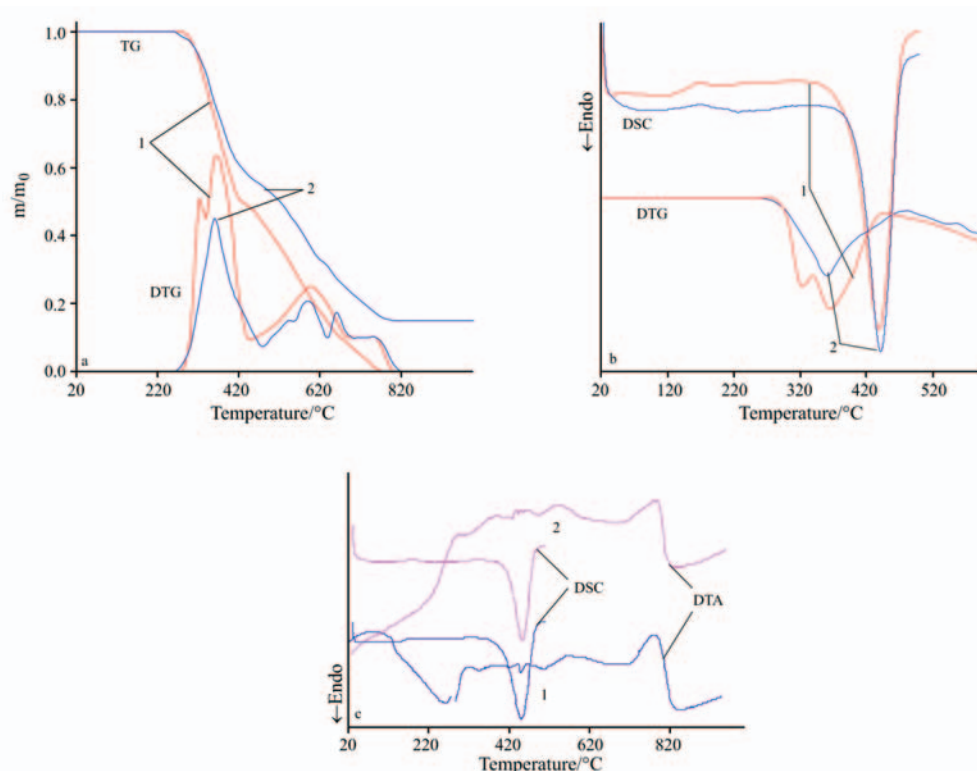 1.0
TG
0.8
1
0.6
2
m/m0
0.4
DTG
0.2
a
0.0
20 220 420 620 820
Temperature/°C
←Endo
DSC
1
DTG
2
b
20 120 220 320 420 520
Temperature/°C
2
DSC
DTA
1
←Endo
c
20 220 420 620 820
Temperature/°C